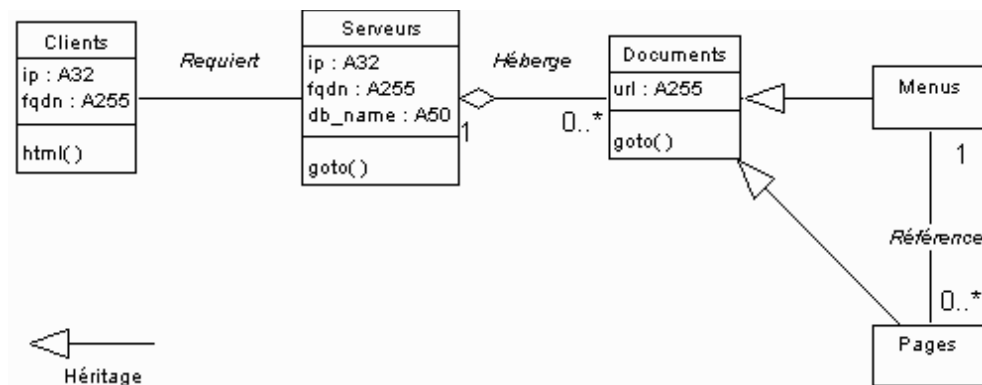 Clients
ip : A32
fqdn : A255
html()
Requiert
Serveurs
ip : A32
fqdn : A255
db_name : A50
goto()
1
Héberge
0..*
Documents
url : A255
goto()
Menus
1
Référence
0..*
Pages
Héritage